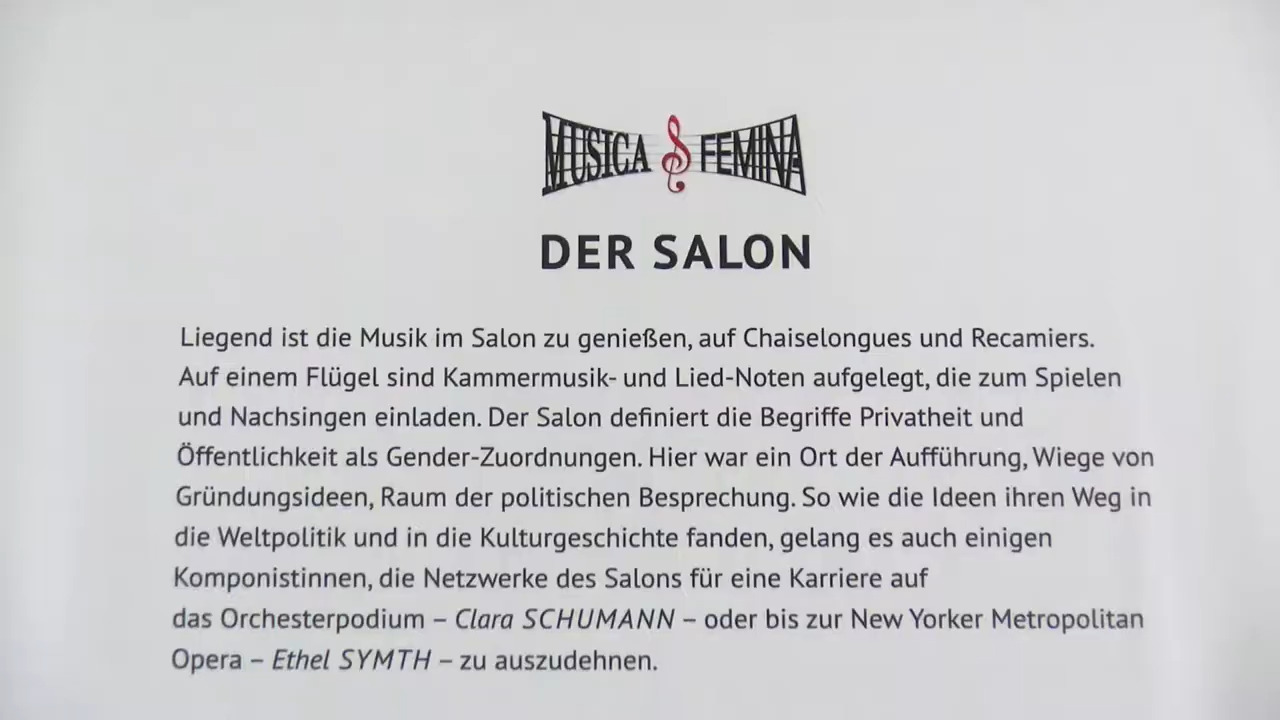 MUSICA FEMINA
DER SALON
Liegend ist die Musik im Salon zu genießen, auf Chaiselongues und Recamiers.
Auf einem Flügel sind Kammermusik- und Lied-Noten aufgelegt, die zum Spielen
und Nachsingen einladen. Der Salon definiert die Begriffe Privatheit und
Öffentlichkeit als Gender-Zuordnungen. Hier war ein Ort der Aufführung, Wiege von
Gründungsideen, Raum der politischen Besprechung. So wie die Ideen ihren Weg in
die Weltpolitik und in die Kulturgeschichte fanden, gelang es auch einigen
Komponistinnen, die Netzwerke des Salons für eine Karriere auf
das Orchesterpodium – Clara SCHUMANN – oder bis zur New Yorker Metropolitan
Opera – Ethel SYMTH – zu auszudehnen.